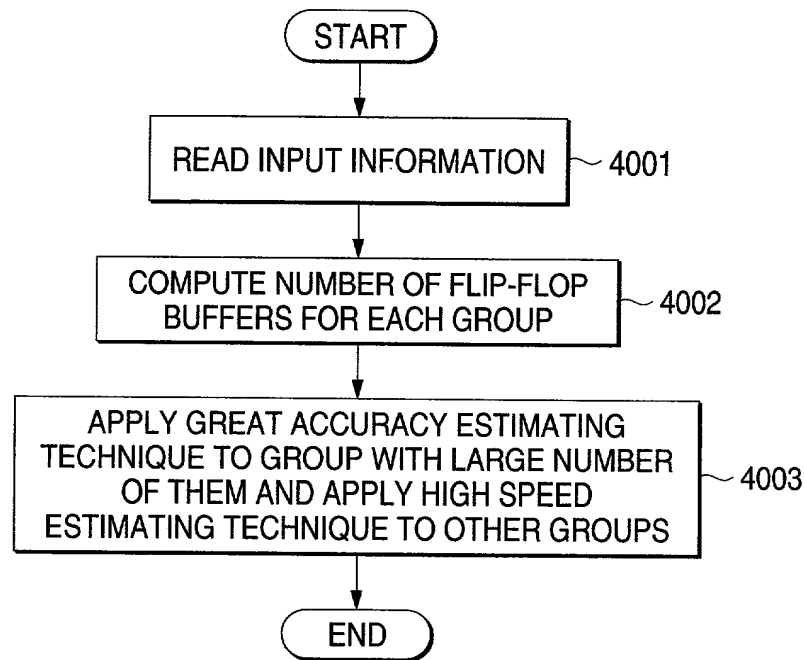 START
READ INPUT INFORMATION
4001
COMPUTE NUMBER OF FLIP-FLOP
BUFFERS FOR EACH GROUP
4002
APPLY GREAT ACCURACY ESTIMATING
TECHNIQUE TO GROUP WITH LARGE NUMBER
OF THEM AND APPLY HIGH SPEED
ESTIMATING TECHNIQUE TO OTHER GROUPS
4003
END